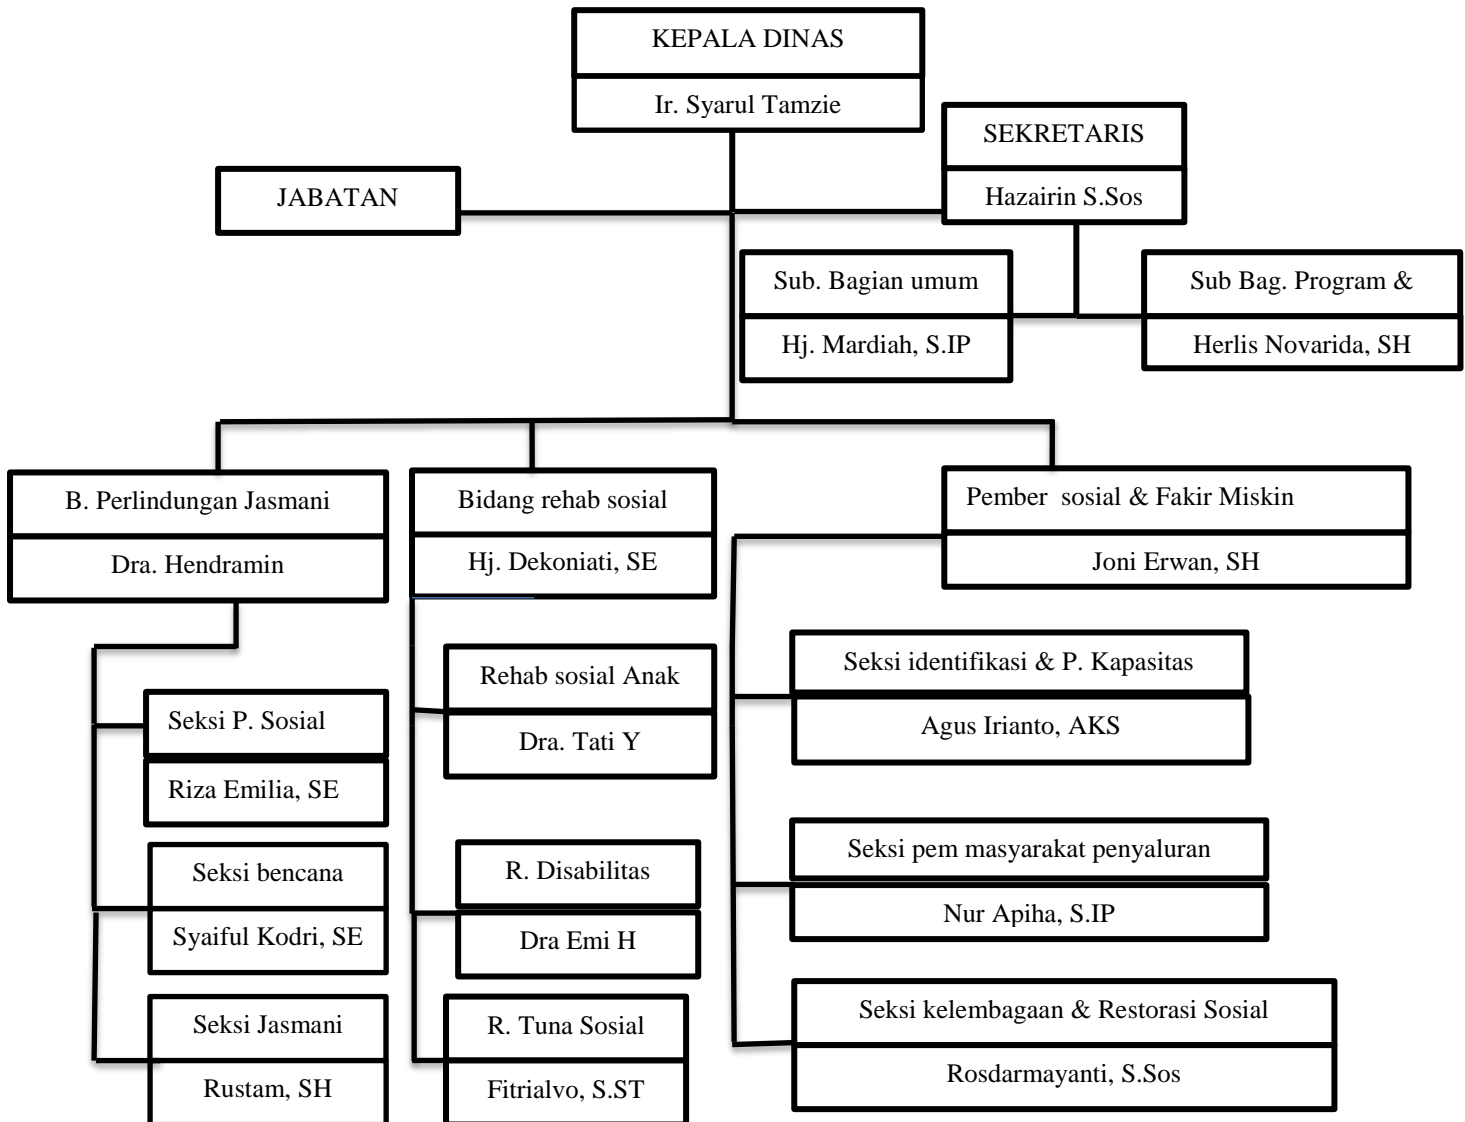 KEPALA DINAS
Ir. Syarul Tamzie
SEKRETARIS
Hazairin S.Sos
JABATAN
Sub. Bagian umum
Hj. Mardiah, S.IP
Sub Bag. Program &
Herlis Novarida, SH
B. Perlindungan Jasmani
Dra. Hendramin
Seksi P. Sosial
Riza Emilia, SE
Seksi bencana
Syaiful Kodri, SE
Seksi Jasmani
Rustam, SH
Bidang rehab sosial
Hj. Dekoniati, SE
Rehab sosial Anak
Dra. Tati Y
R. Disabilitas
Dra Emi H
R. Tuna Sosial
Fitrialvo, S.ST
Pember  sosial & Fakir Miskin
Joni Erwan, SH
Seksi identifikasi & P. Kapasitas
Agus Irianto, AKS
Seksi pem masyarakat penyaluran
Nur Apiha, S.IP
Seksi kelembagaan & Restorasi Sosial
Rosdarmayanti, S.Sos